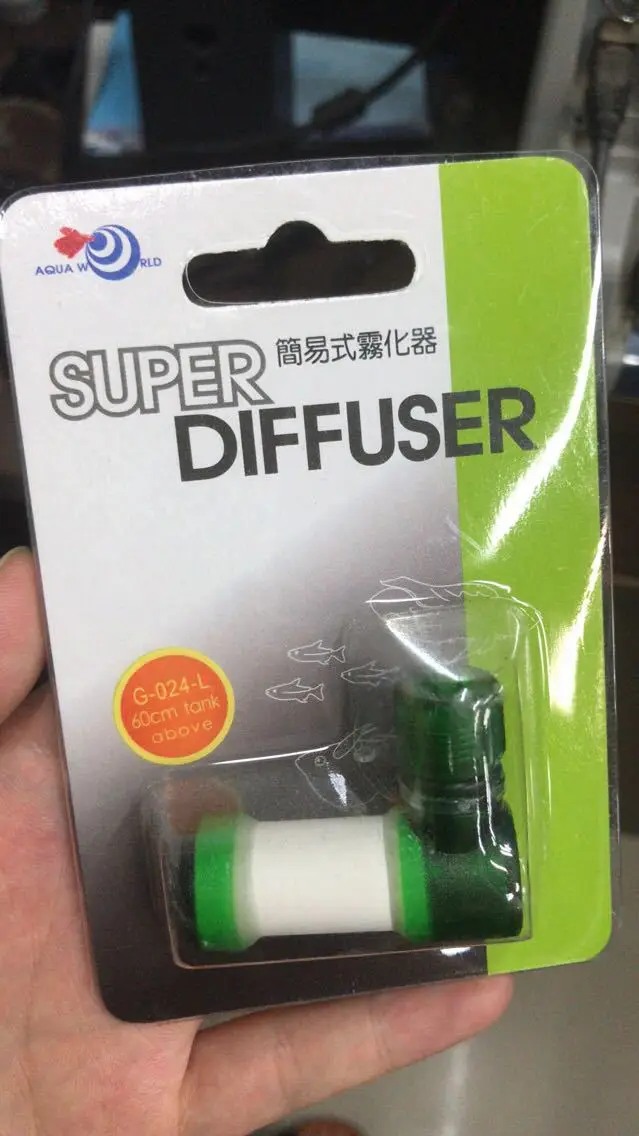 AQUA WORLD
SUPER
簡易式霧化器
DIFFUSER
G-024-L
60cm tank
above